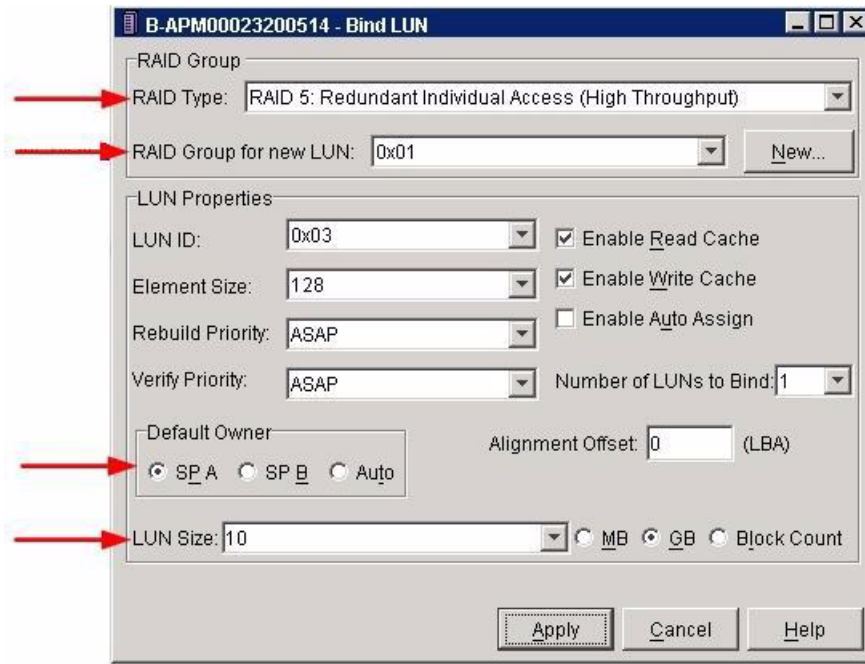 B-APM00023200514 - Bind LUN
RAID Group
RAID Type: RAID 5: Redundant Individual Access (High Throughput)
RAID Group for new LUN: 0x01 New...
LUN Properties
LUN ID: 0x03 Enable Read Cache
Element Size: 128 Enable Write Cache
Enable Auto Assign
Rebuild Priority: ASAP
Verify Priority: ASAP Number of LUNs to Bind: 1
Default Owner
Alignment Offset: 0 (LBA)
SP A SP B Auto
LUN Size: 10 MB GB Block Count
Apply Cancel Help